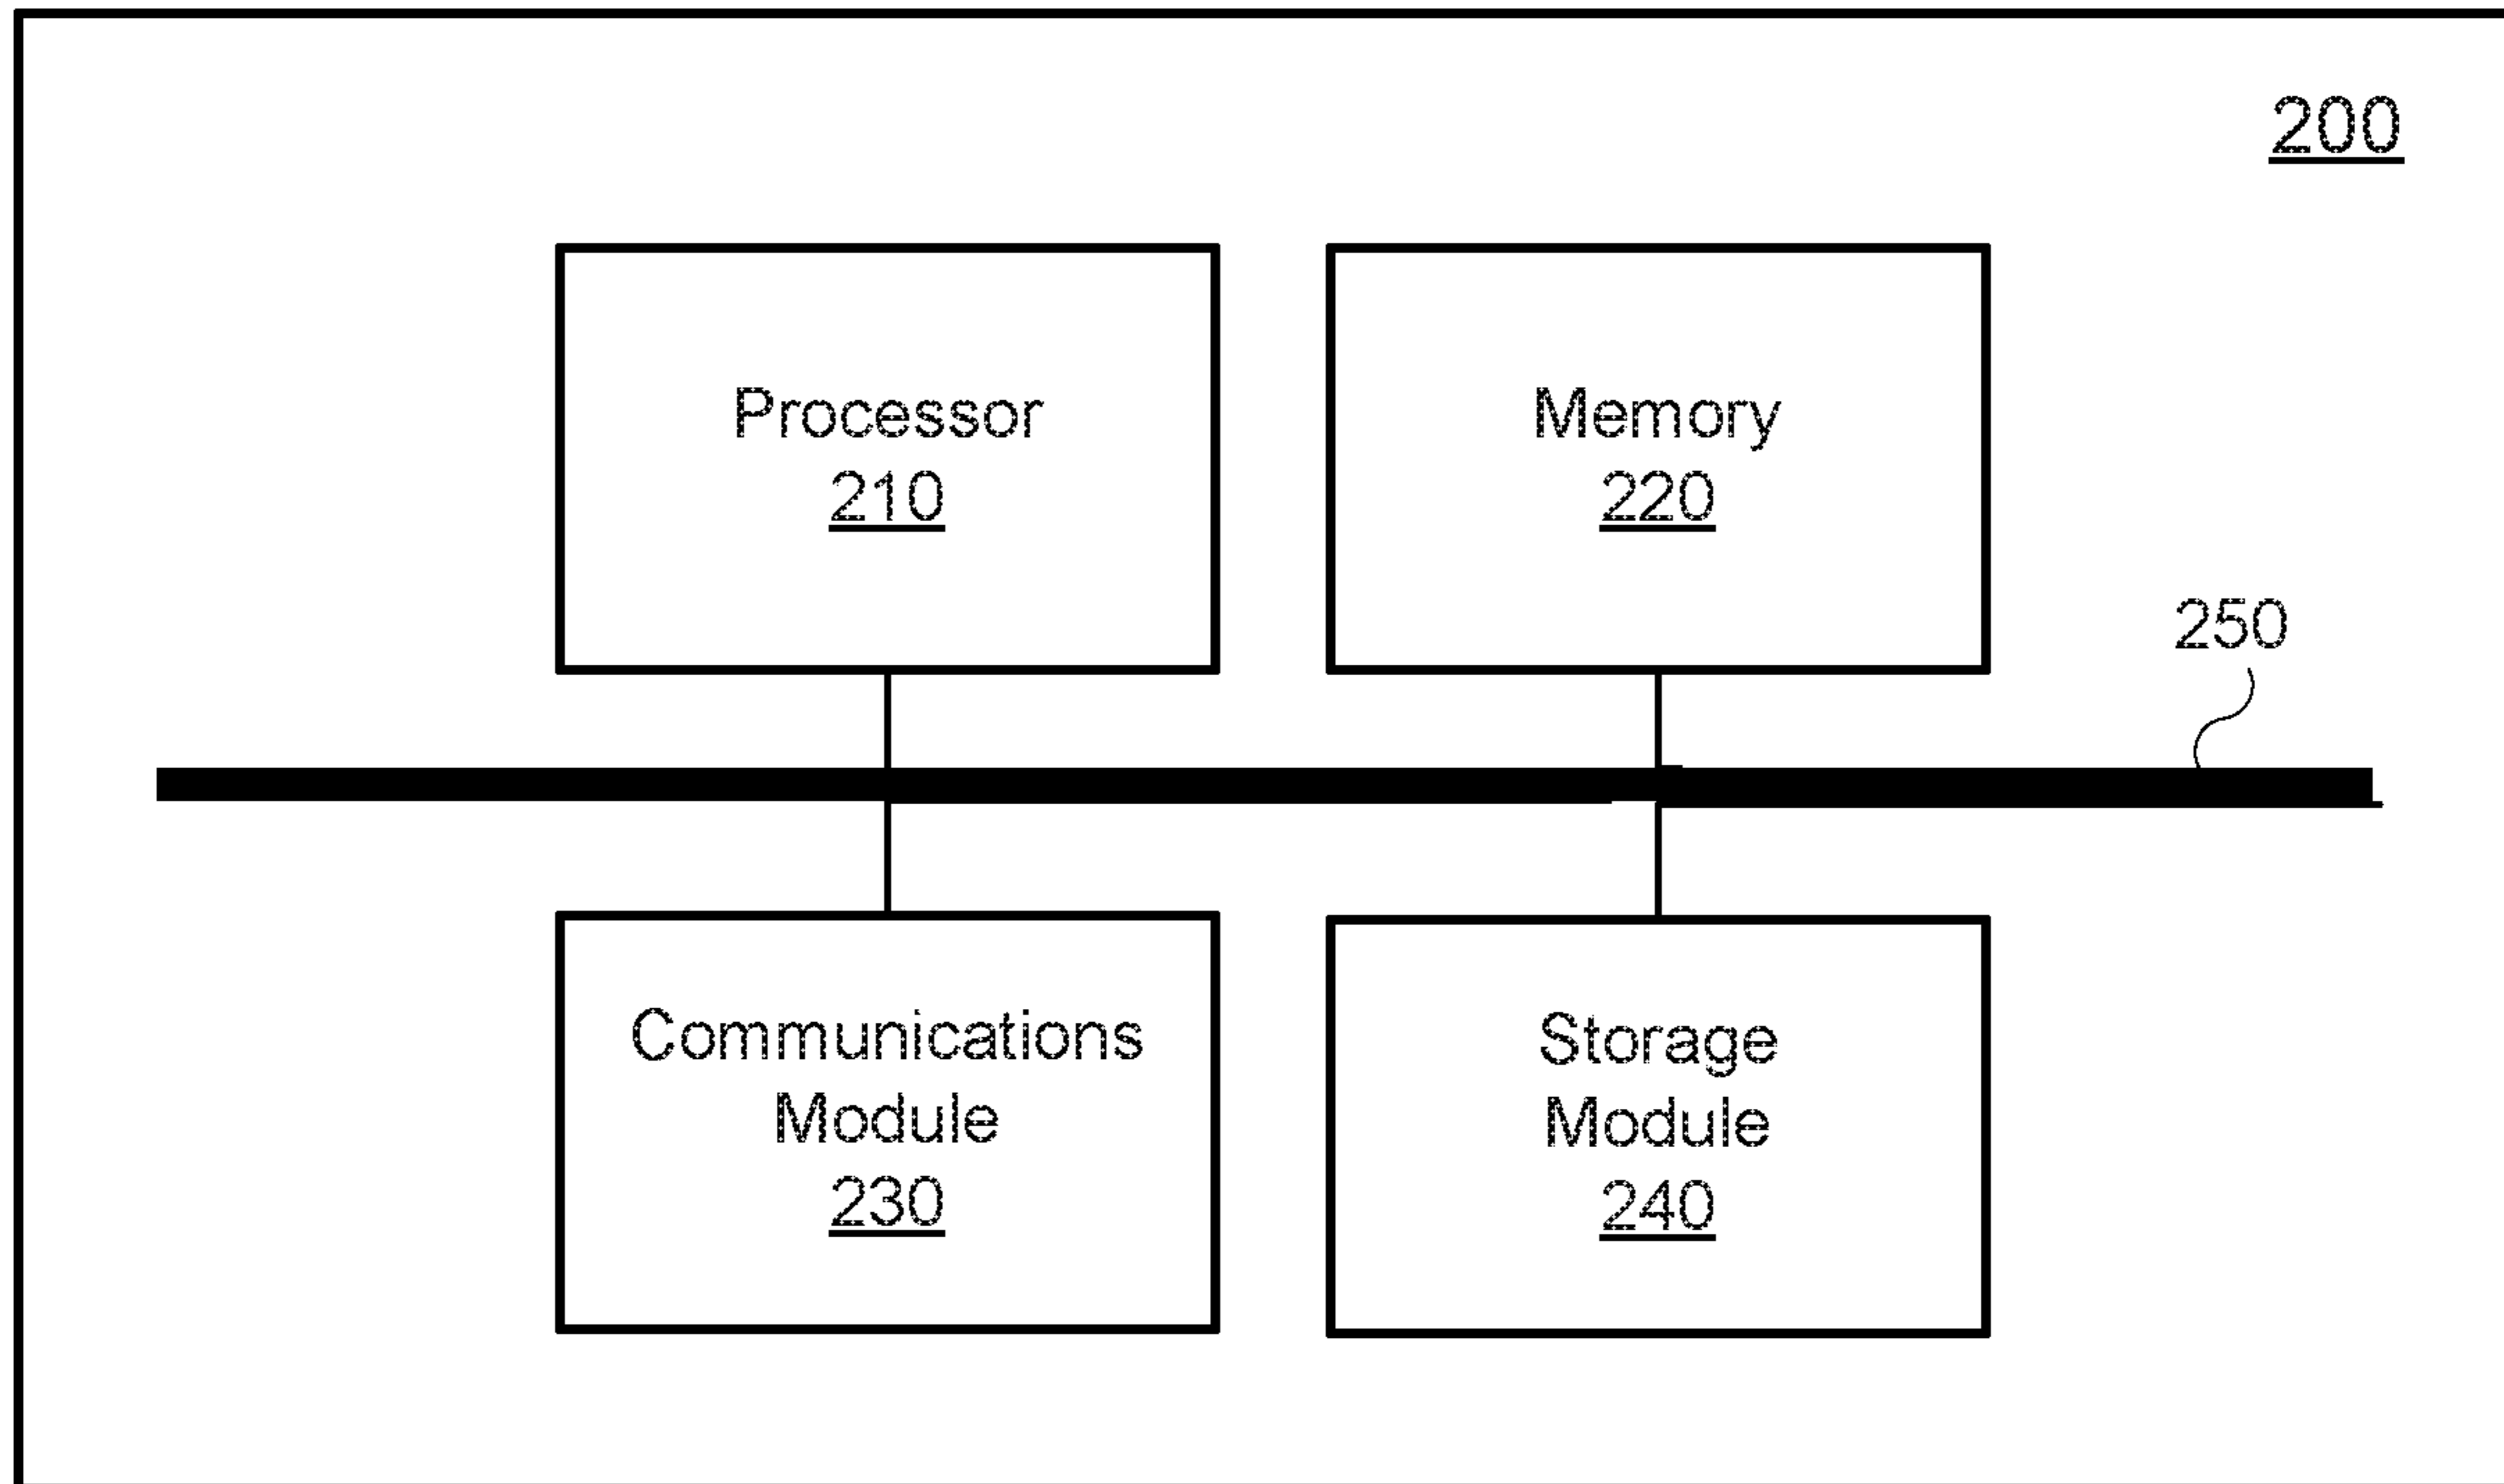 200
Processor
210
Memory
220
250
Communications
Module
230
Storage
Module
240